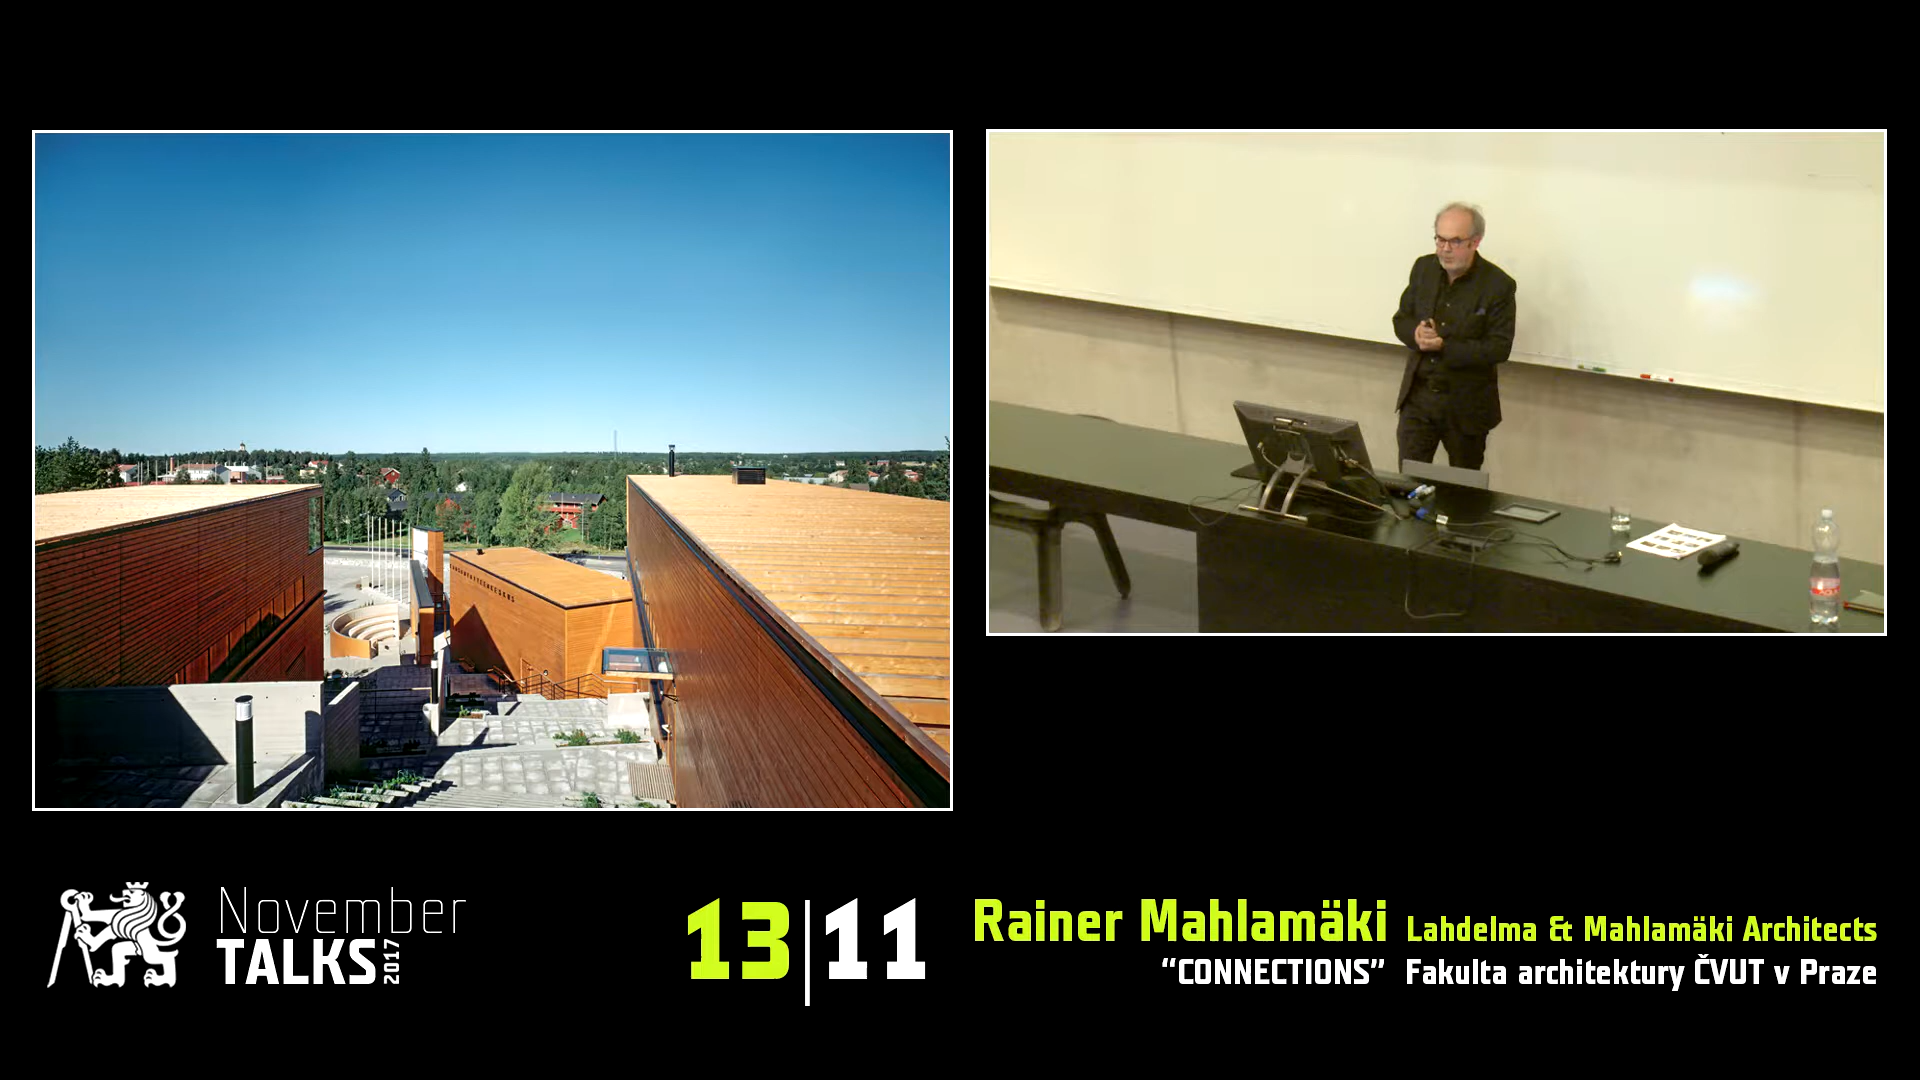 November
TALKS 2017
13|11
Rainer Mahlamäki Lahdelma & Mahlamäki Architects
“CONNECTIONS” Fakulta architektury ČVUT v Praze